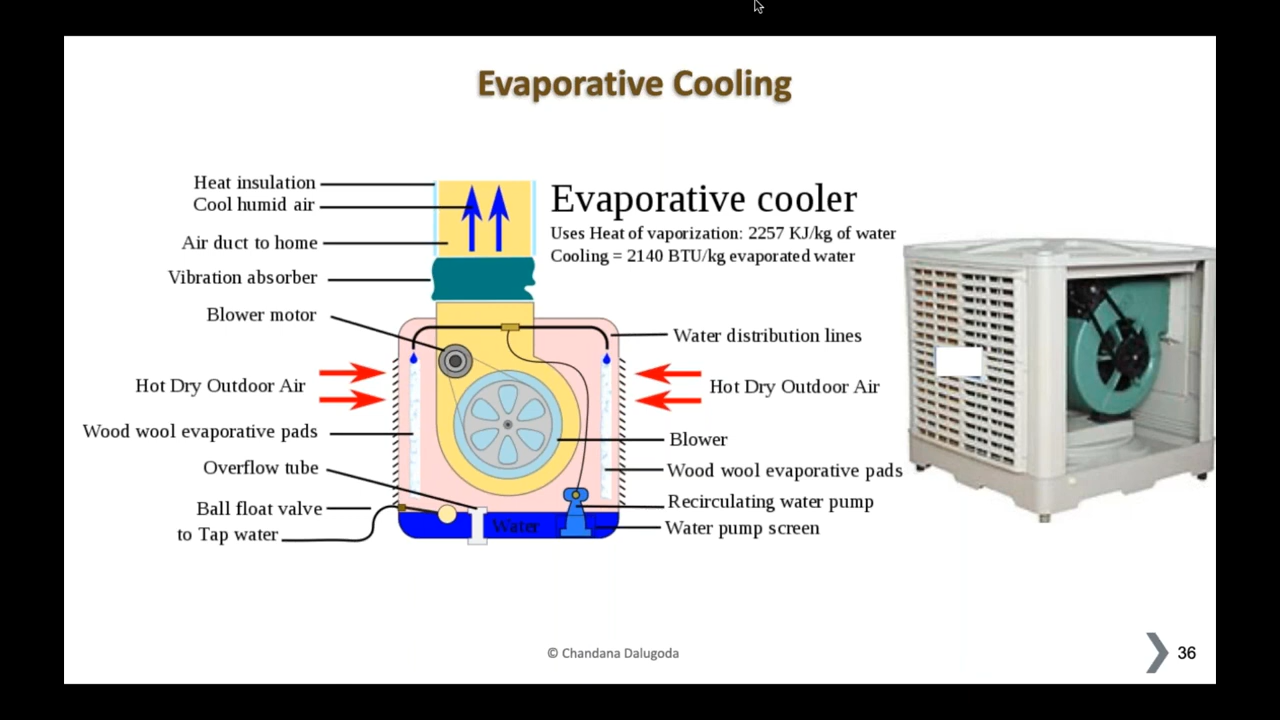 Evaporative Cooling
Heat insulation
Cool humid air
Air duct to home
Vibration absorber
Blower motor
Hot Dry Outdoor Air
Wood wool evaporative pads
Overflow tube
Ball float valve
to Tap water
Evaporative cooler
Uses Heat of vaporization: 2257 KJ/kg of water
Cooling = 2140 BTU/kg evaporated water
Water distribution lines
Hot Dry Outdoor Air
Blower
Wood wool evaporative pads
Recirculating water pump
Water pump screen
Water
© Chandana Dalugoda
36